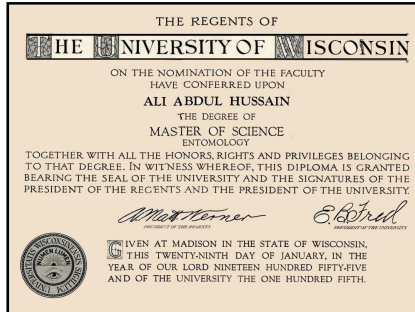 THE REGENTS OF
THE UNIVERSITY OF WISCONSIN
ON THE NOMINATION OF THE FACULTY
HAVE CONFERRED UPON
ALI ABDUL HUSSAIN
THE DEGREE OF
MASTER OF SCIENCE
ENTOMOLOGY
TOGETHER WITH ALL THE HONORS, RIGHTS AND PRIVILEGES BELONGING
TO THAT DEGREE. IN WITNESS WHEREOF, THIS DIPLOMA IS GRANTED
BEARING THE SEAL OF THE UNIVERSITY AND THE SIGNATURES OF THE
PRESIDENT OF THE REGENTS AND THE PRESIDENT OF THE UNIVERSITY.
A. Matt Werner
E. B. Fred
PRESIDENT OF THE REGENTS
PRESIDENT OF THE UNIVERSITY
GIVEN AT MADISON IN THE STATE OF WISCONSIN,
THIS TWENTY-NINTH DAY OF JANUARY, IN THE
YEAR OF OUR LORD NINETEEN HUNDRED FIFTY-FIVE
AND OF THE UNIVERSITY THE ONE HUNDRED FIFTH.
UNIVERSITATIS WISCONSINENSIS SIGILLUM
NUMEN LUMEN